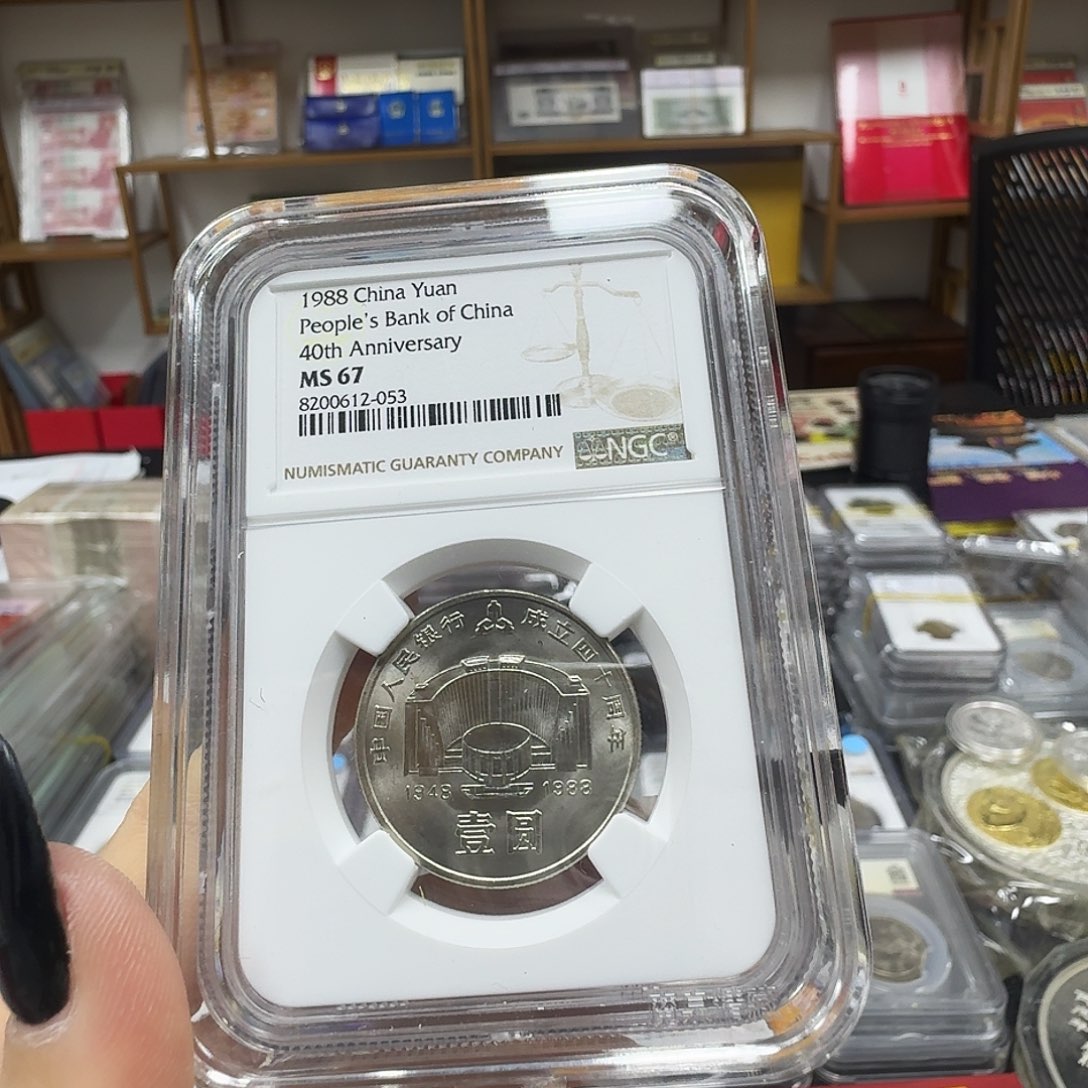 1988 China Yuan
People's Bank of China
40th Anniversary
MS 67
8200612-053
NUMISMATIC GUARANTY COMPANY
NGC®
中国人民银行 成立四十周年
1948 1988
壹圆